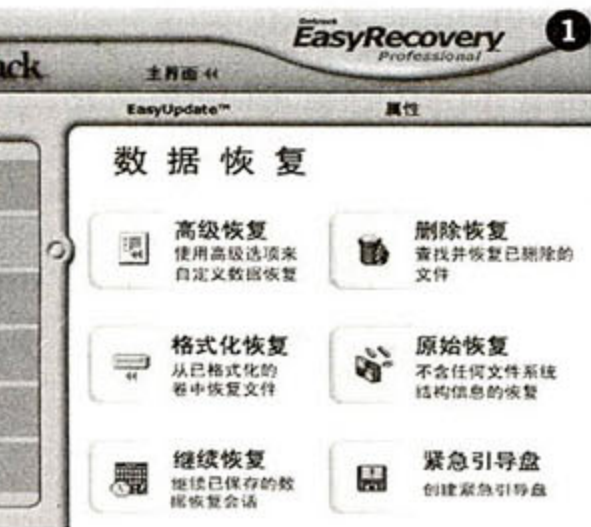 Ontrack
EasyRecovery
Professional
1
ack
主界面
EasyUpdate™
属性
数据恢复
高级恢复
使用高级选项来
自定义数据恢复
删除恢复
查找并恢复已删除的
文件
格式化恢复
从已格式化的
卷中恢复文件
原始恢复
不含任何文件系统
结构信息的恢复
继续恢复
继续已保存的数
据恢复会话
紧急引导盘
创建紧急引导盘